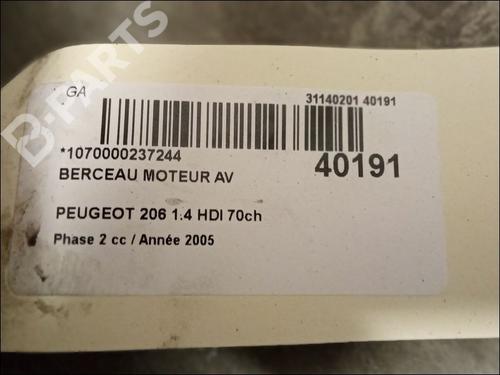 B-PARTS
GA
31140201 40191
*1070000237244
40191
BERCEAU MOTEUR AV
PEUGEOT 206 1.4 HDI 70ch
Phase 2 cc / Année 2005